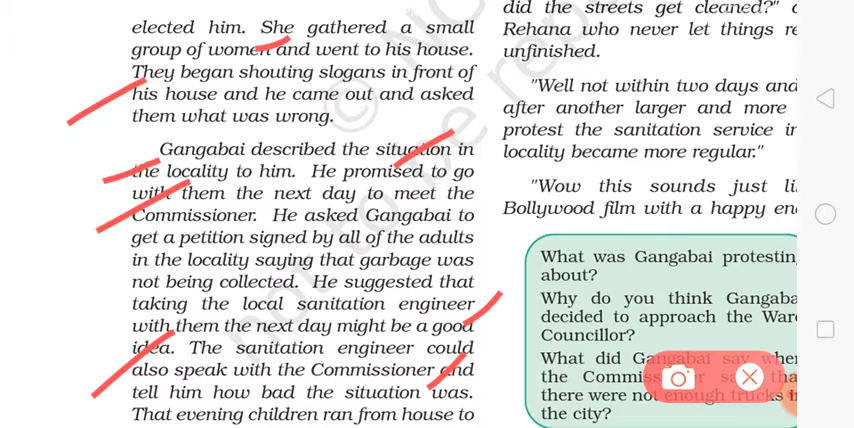 elected him. She gathered a small
group of women and went to his house.
They began shouting slogans in front of
his house and he came out and asked
them what was wrong.
Gangabai described the situation in
the locality to him. He promised to go
with them the next day to meet the
Commissioner. He asked Gangabai to
get a petition signed by all of the adults
in the locality saying that garbage was
not being collected. He suggested that
taking the local sanitation engineer
with them the next day might be a good
idea. The sanitation engineer could
also speak with the Commissioner and
tell him how bad the situation was.
That evening children ran from house to
did the streets get cleaned?"
Rehana who never let things
unfinished.
"Well not within two days and
after another larger and more
protest the sanitation service
locality became more regular."
"Wow this sounds just
Bollywood film with a happy
What was Gangabai protesting
about?
Why do you think
decided to approach the
Councillor?
What did Gangabai say
the
there were not enough trucks
the city?
© 
not to be